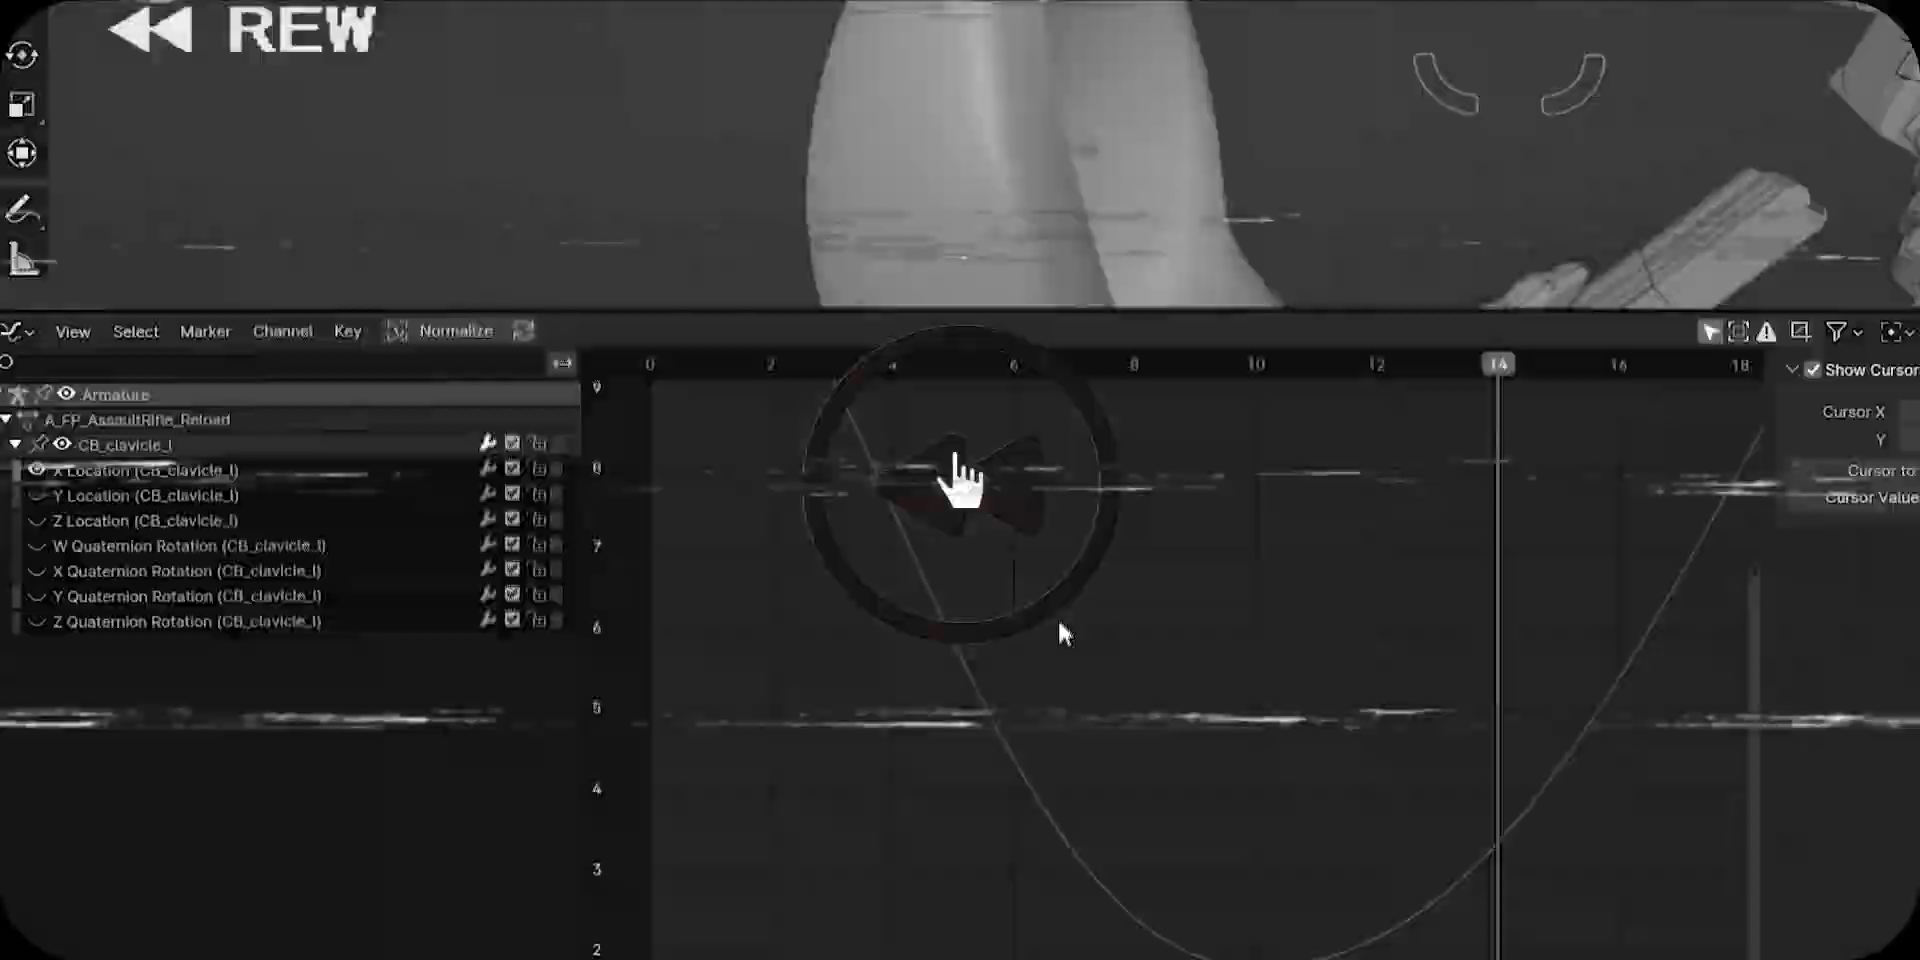 REW
View Select Marker Channel Key Normalize
0 2 4 6 8 10 12 14 16 18
Show Cursor
Armature
9
Cursor X
A_FP_AssaultRifle_Reload
Y
CB_clavicle_l
X Location (CB_clavicle_l)
8
Cursor to
Y Location (CB_clavicle_l)
Cursor Value
Z Location (CB_clavicle_l)
W Quaternion Rotation (CB_clavicle_l)
7
X Quaternion Rotation (CB_clavicle_l)
Y Quaternion Rotation (CB_clavicle_l)
Z Quaternion Rotation (CB_clavicle_l)
6
5
4
3
2